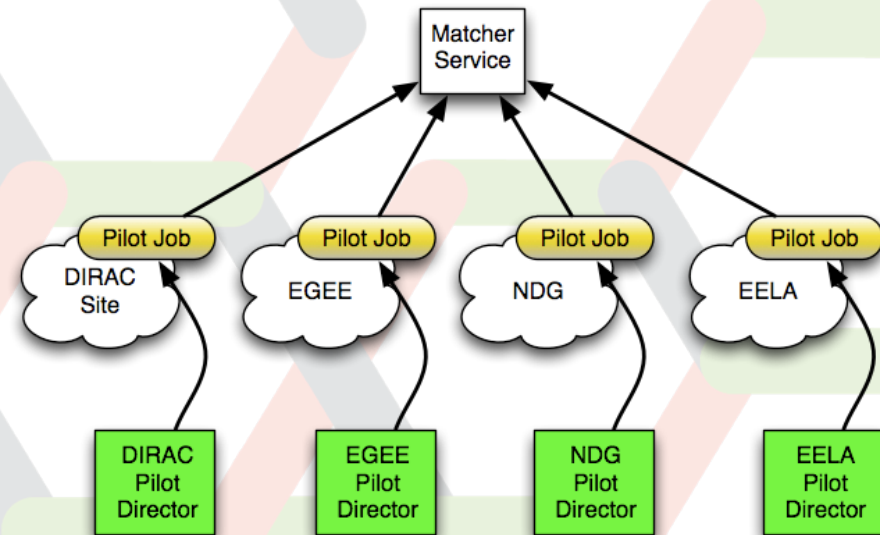 Matcher
Service
Pilot Job
Pilot Job
Pilot Job
Pilot Job
DIRAC
Site
EGEE
NDG
EELA
DIRAC
Pilot
Director
EGEE
Pilot
Director
NDG
Pilot
Director
EELA
Pilot
Director